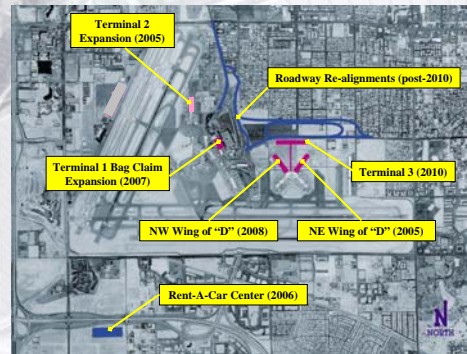 Terminal 2
Expansion (2005)
Roadway Re-alignments (post-2010)
Terminal 1 Bag Claim
Expansion (2007)
Terminal 3 (2010)
NW Wing of “D” (2008)
NE Wing of “D” (2005)
Rent-A-Car Center (2006)
N
NORTH